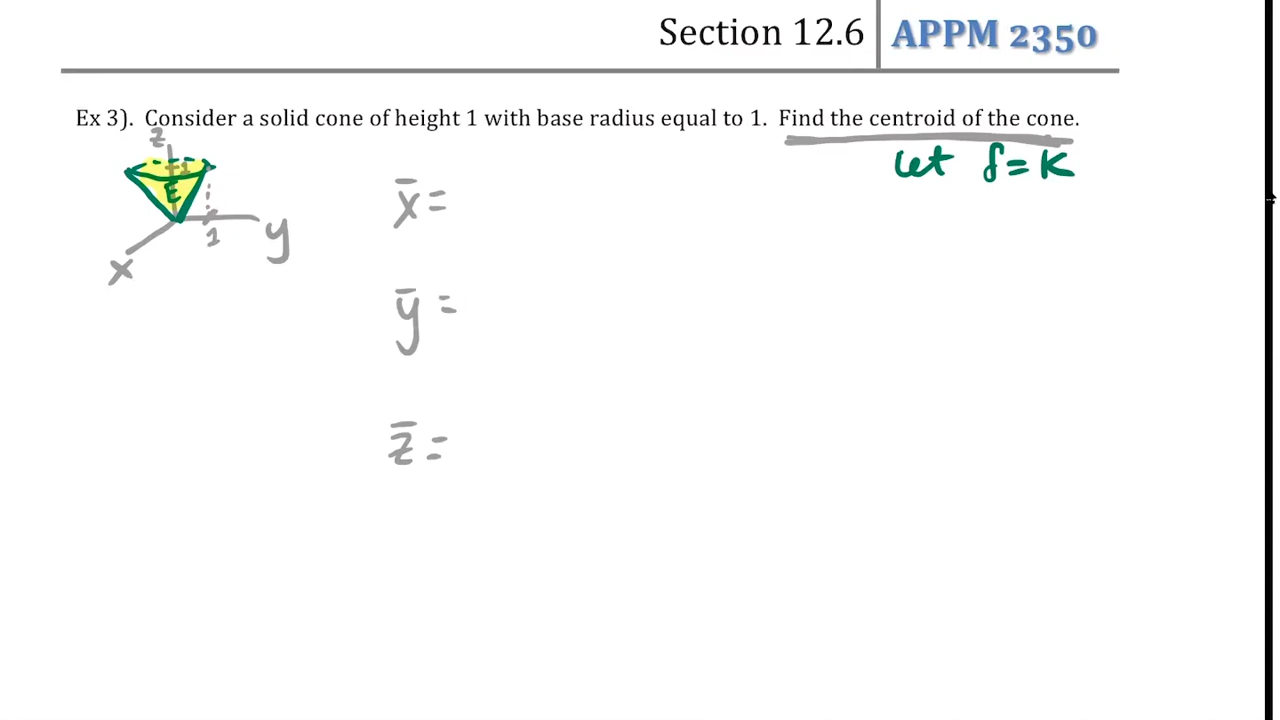 Section 12.6 APPM 2350
Ex 3). Consider a solid cone of height 1 with base radius equal to 1. Find the centroid of the cone.
Let δ = K
z
1
E
1
y
x
x̄ =
ȳ =
z̄ =